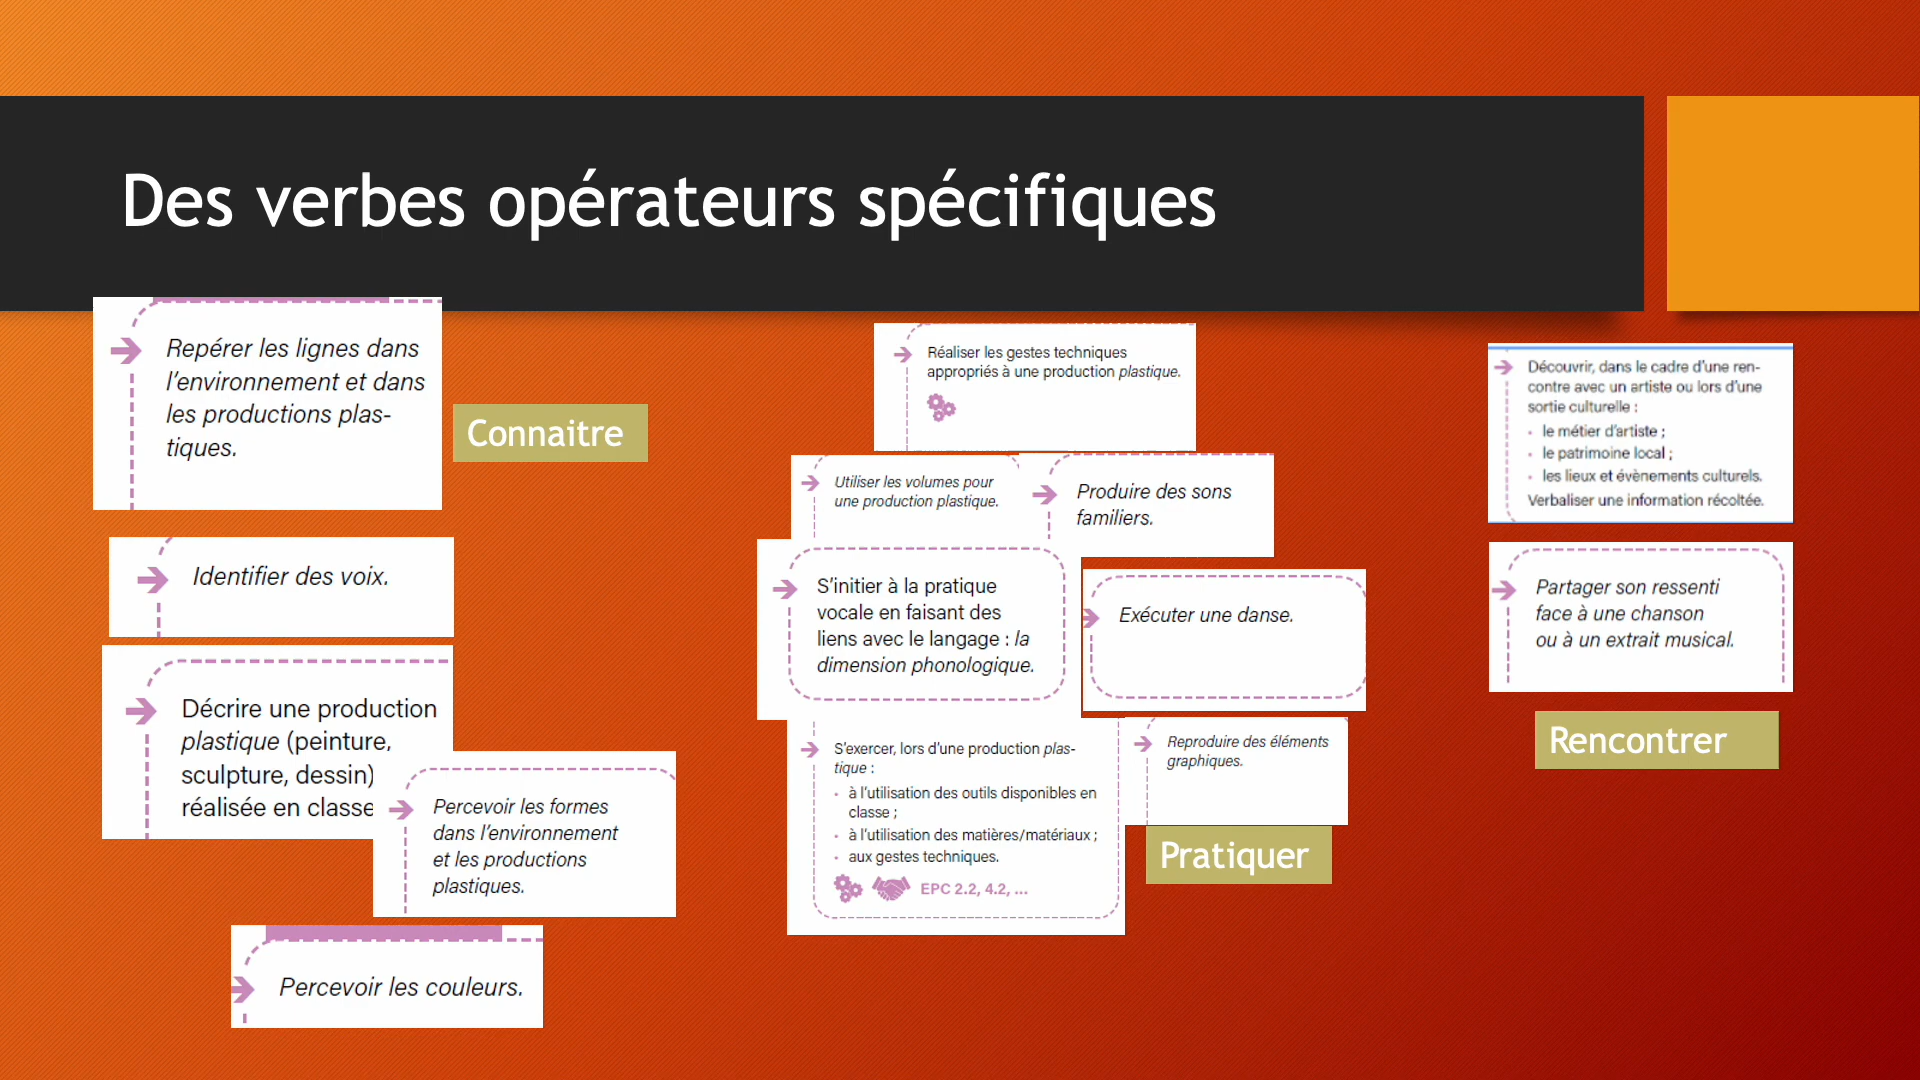 Des verbes opérateurs spécifiques
Repérer les lignes dans
l'environnement et dans
les productions plas-
tiques.
Connaitre
Identifier des voix.
Décrire une production
plastique (peinture,
sculpture, dessin)
réalisée en classe
Percevoir les formes
dans l'environnement
et les productions
plastiques.
Percevoir les couleurs.
Réaliser les gestes techniques
appropriés à une production plastique.
Utiliser les volumes pour
une production plastique.
Produire des sons
familiers.
S'initier à la pratique
vocale en faisant des
liens avec le langage : la
dimension phonologique.
Exécuter une danse.
S'exercer, lors d'une production plas-
tique :
• à l'utilisation des outils disponibles en
classe ;
• à l'utilisation des matières/matériaux ;
• aux gestes techniques.
EPC 2.2, 4.2, ...
Reproduire des éléments
graphiques.
Pratiquer
Découvrir, dans le cadre d'une ren-
contre avec un artiste ou lors d'une
sortie culturelle :
• le métier d'artiste ;
• le patrimoine local ;
• les lieux et évènements culturels.
Verbaliser une information récoltée.
Partager son ressenti
face à une chanson
ou à un extrait musical.
Rencontrer